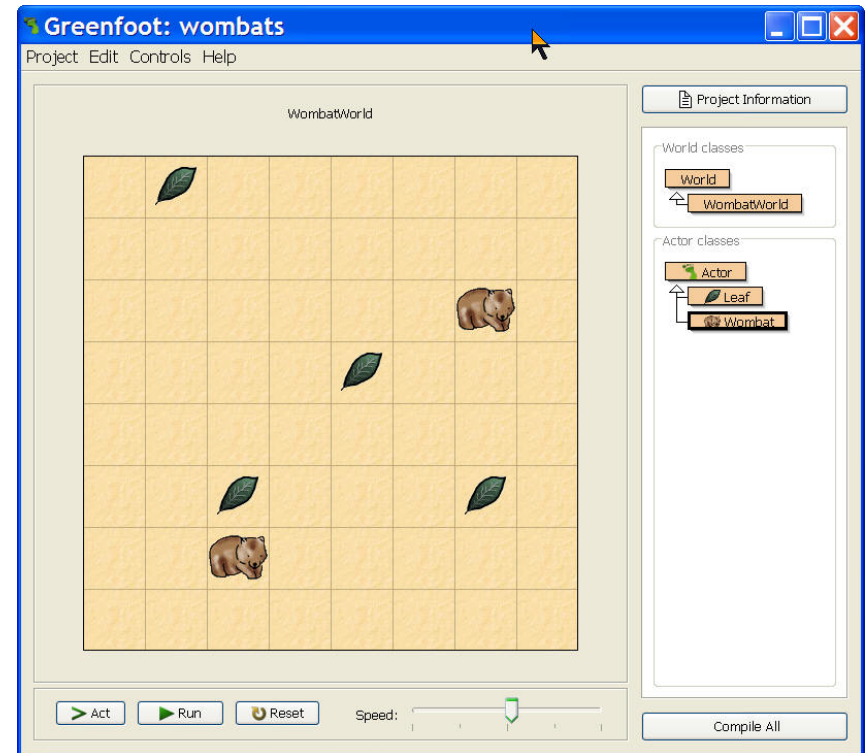 Greenfoot: wombats
Project Edit Controls Help
WombatWorld
Project Information
World classes
World
WombatWorld
Actor classes
Actor
Leaf
Wombat
Act
Run
Reset
Speed:
Compile All